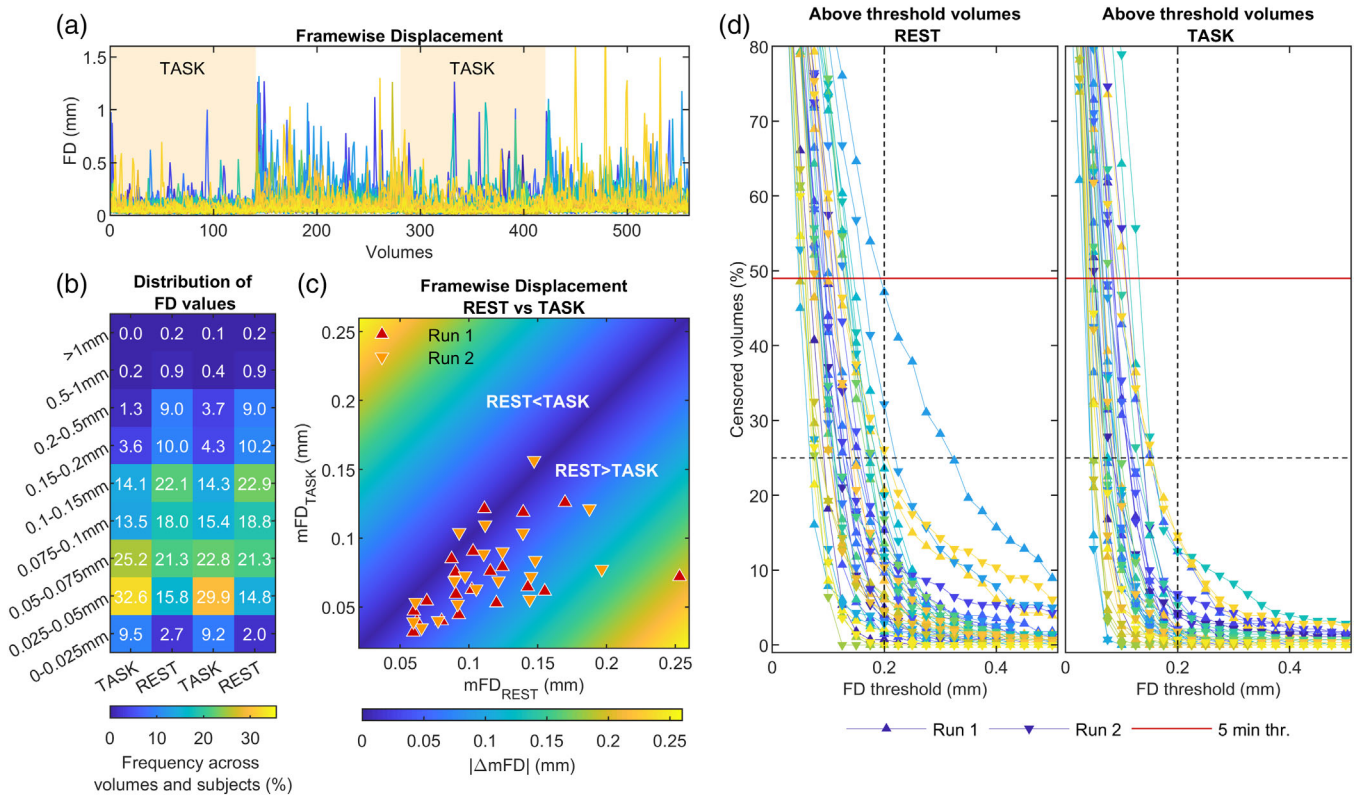 (a)
Framewise Displacement
TASK
TASK
FD (mm)
1.5
1
0.5
0
0 100 200 300 400 500
Volumes
(b)
Distribution of
FD values
>1mm 0.0 0.2 0.1 0.2
0.5-1mm 0.2 0.9 0.4 0.9
0.2-0.5mm 1.3 9.0 3.7 9.0
0.15-0.2mm 3.6 10.0 4.3 10.2
0.1-0.15mm 14.1 22.1 14.3 22.9
0.075-0.1mm 13.5 18.0 15.4 18.8
0.05-0.075mm 25.2 21.3 22.8 21.3
0.025-0.05mm 32.6 15.8 29.9 14.8
0-0.025mm 9.5 2.7 9.2 2.0
TASK REST TASK REST
0 10 20 30
Frequency across
volumes and subjects (%)
(c)
Framewise Displacement
REST vs TASK
Run 1
Run 2
REST<TASK
REST>TASK
mFDTASK (mm)
0.25
0.2
0.15
0.1
0.05
0.05 0.1 0.15 0.2 0.25
mFDREST (mm)
0 0.05 0.1 0.15 0.2 0.25
|ΔmFD| (mm)
(d)
Above threshold volumes
REST
Above threshold volumes
TASK
Censored volumes (%)
80
70
60
50
40
30
20
10
0
0 0.2 0.4
FD threshold (mm)
0 0.2 0.4
FD threshold (mm)
Run 1 Run 2 5 min thr.